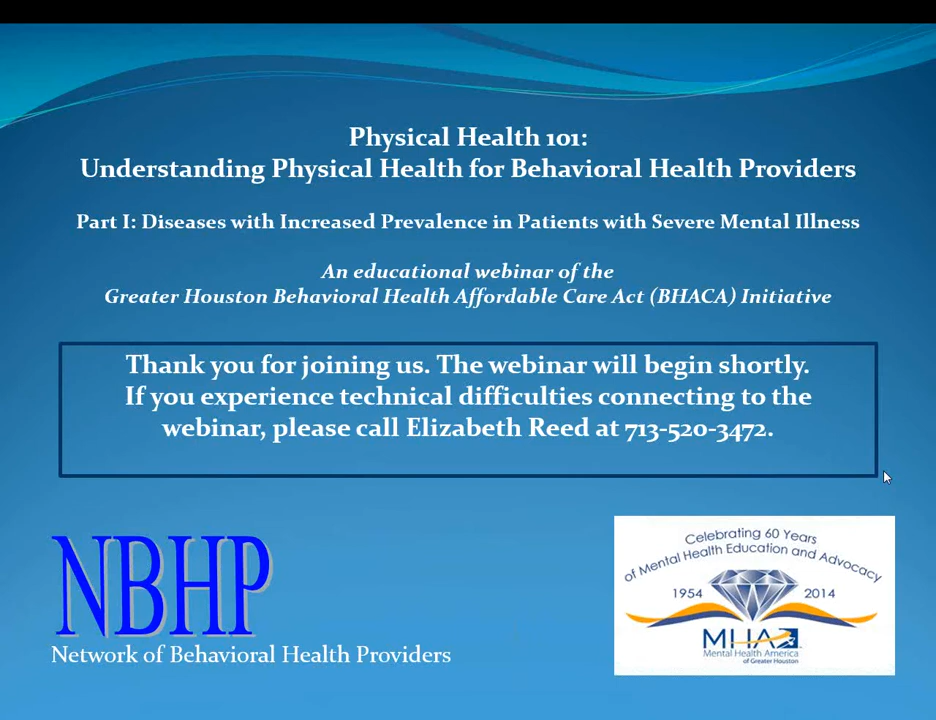 Physical Health 101:
Understanding Physical Health for Behavioral Health Providers
Part I: Diseases with Increased Prevalence in Patients with Severe Mental Illness
An educational webinar of the
Greater Houston Behavioral Health Affordable Care Act (BHACA) Initiative
Thank you for joining us. The webinar will begin shortly.
If you experience technical difficulties connecting to the
webinar, please call Elizabeth Reed at 713-520-3472.
NBHP
Network of Behavioral Health Providers
Celebrating 60 Years
of Mental Health Education and Advocacy
1954 2014
MHA
Mental Health America
of Greater Houston